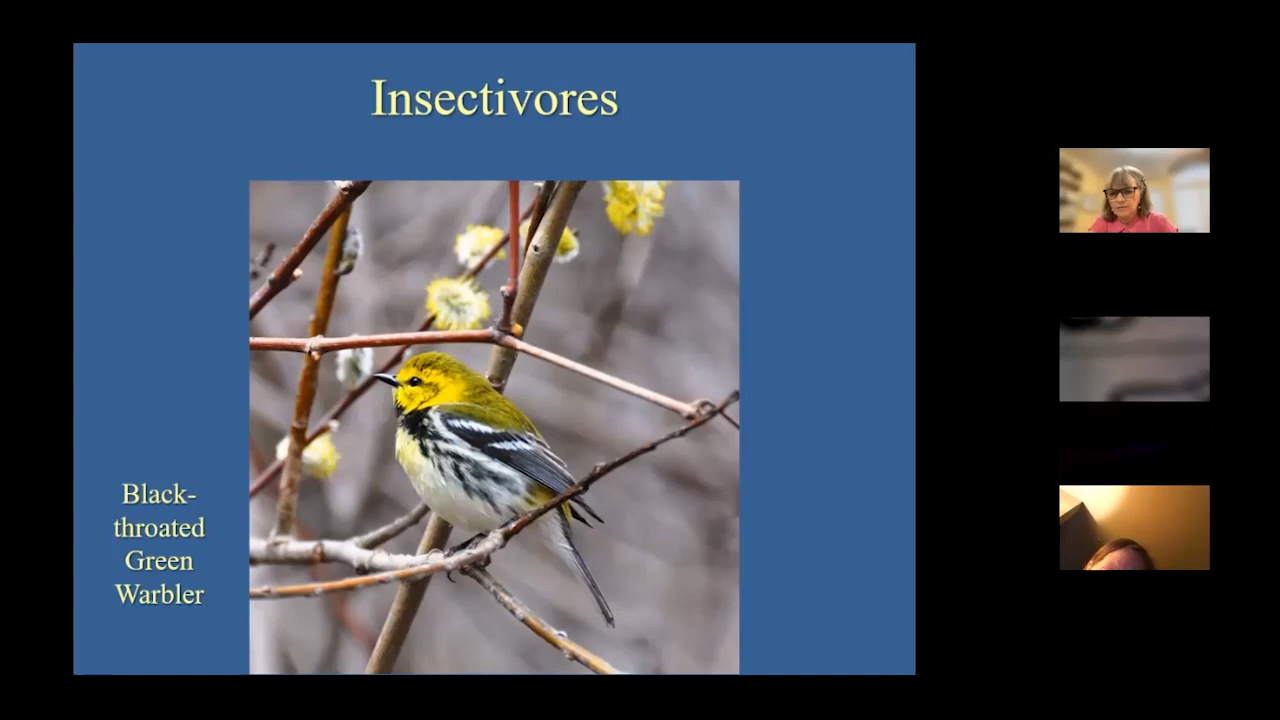 Insectivores
Black-
throated
Green
Warbler